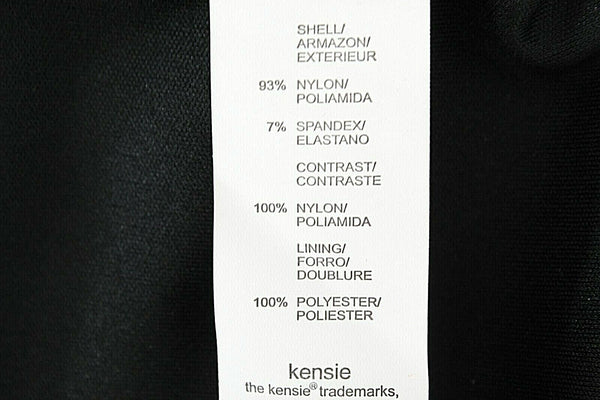 SHELL/
ARMAZON/
EXTERIEUR
93% NYLON/
POLIAMIDA
7% SPANDEX/
ELASTANO
CONTRAST/
CONTRASTE
100% NYLON/
POLIAMIDA
LINING/
FORRO/
DOUBLURE
100% POLYESTER/
POLIESTER
kensie
the kensie® trademarks,